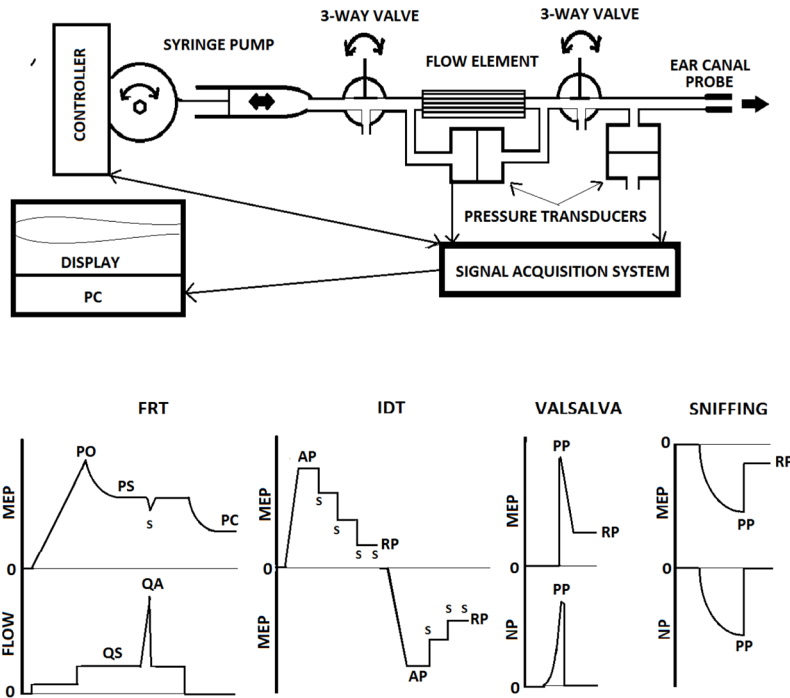 3-WAY VALVE
3-WAY VALVE
SYRINGE PUMP
FLOW ELEMENT
EAR CANAL
PROBE
CONTROLLER
PRESSURE TRANSDUCERS
DISPLAY
PC
SIGNAL ACQUISITION SYSTEM
FRT
IDT
VALSALVA
SNIFFING
MEP
PO
PS
S
PC
0
FLOW
QS
QA
0
MEP
AP
S
S
S S
RP
0
MEP
AP
S
S S
RP
MEP
PP
RP
0
NP
PP
0
0
MEP
PP
RP
0
NP
PP